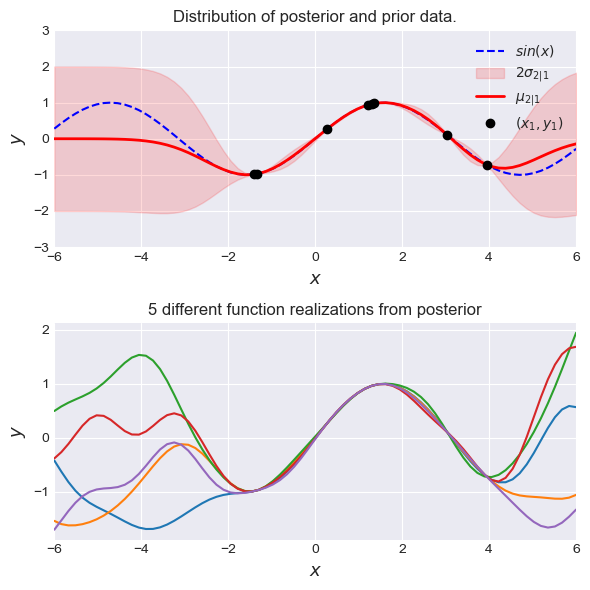 Distribution of posterior and prior data.
3
2
1
0
−1
−2
−3
y
sin(x)
2σ2|1
μ2|1
(x1, y1)
−6 −4 −2 0 2 4 6
x
5 different function realizations from posterior
2
1
0
−1
y
−6 −4 −2 0 2 4 6
x